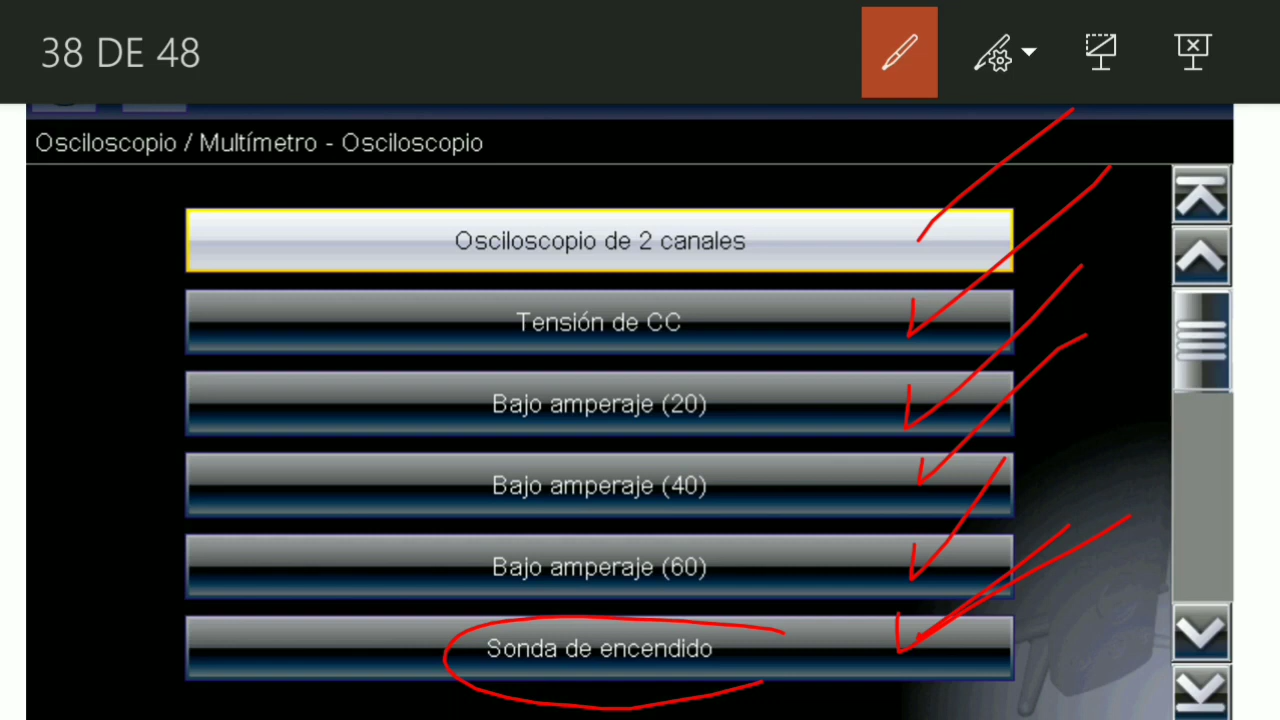 38 DE 48
Osciloscopio / Multímetro - Osciloscopio
Osciloscopio de 2 canales
Tensión de CC
Bajo amperaje (20)
Bajo amperaje (40)
Bajo amperaje (60)
Sonda de encendido